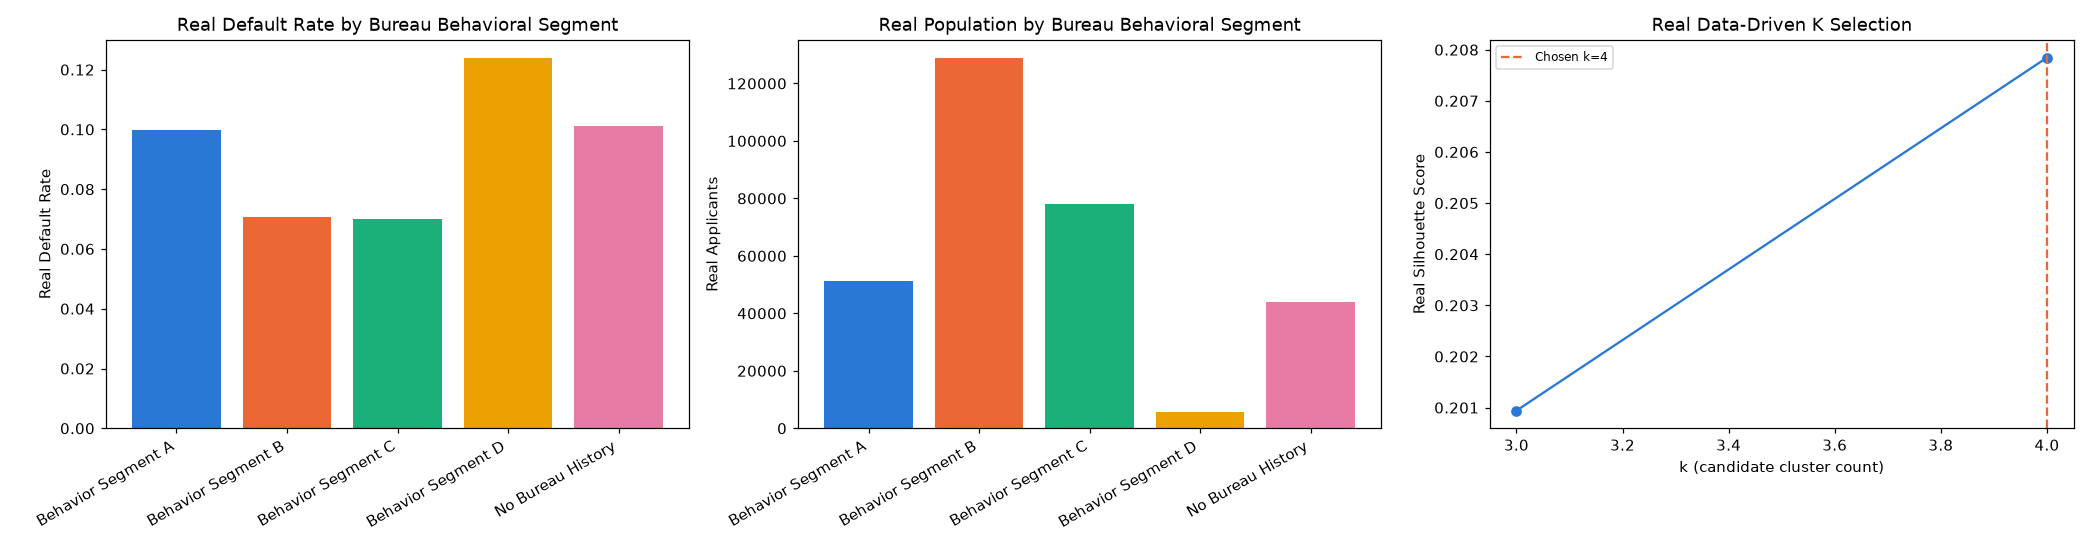 Real Default Rate by Bureau Behavioral Segment
Real Default Rate
0.12
0.10
0.08
0.06
0.04
0.02
0.00
Behavior Segment A
Behavior Segment B
Behavior Segment C
Behavior Segment D
No Bureau History
Real Population by Bureau Behavioral Segment
Real Applicants
120000
100000
80000
60000
40000
20000
0
Behavior Segment A
Behavior Segment B
Behavior Segment C
Behavior Segment D
No Bureau History
Real Data-Driven K Selection
Chosen k=4
Real Silhouette Score
0.208
0.207
0.206
0.205
0.204
0.203
0.202
0.201
3.0
3.2
3.4
3.6
3.8
4.0
k (candidate cluster count)